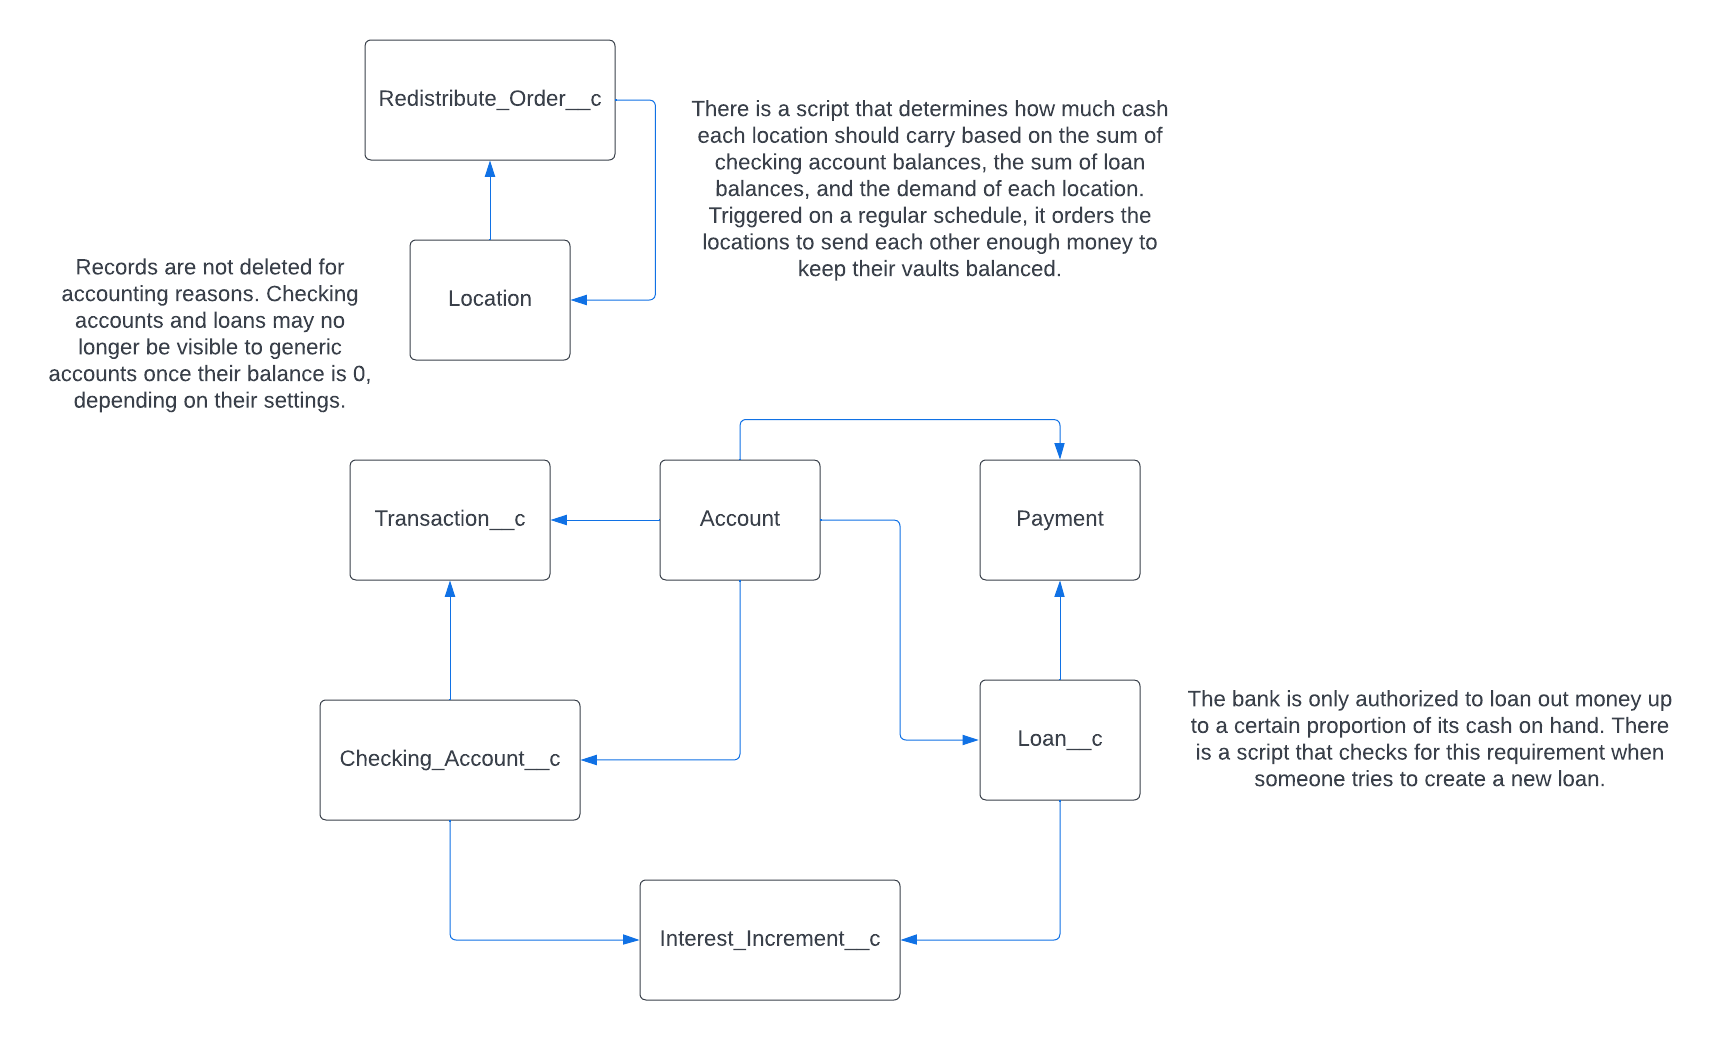 Redistribute_Order__c
There is a script that determines how much cash
each location should carry based on the sum of
checking account balances, the sum of loan
balances, and the demand of each location.
Triggered on a regular schedule, it orders the
locations to send each other enough money to
keep their vaults balanced.
Records are not deleted for
accounting reasons. Checking
accounts and loans may no
longer be visible to generic
accounts once their balance is 0,
depending on their settings.
Location
Transaction__c
Account
Payment
Checking_Account__c
Loan__c
The bank is only authorized to loan out money up
to a certain proportion of its cash on hand. There
is a script that checks for this requirement when
someone tries to create a new loan.
Interest_Increment__c